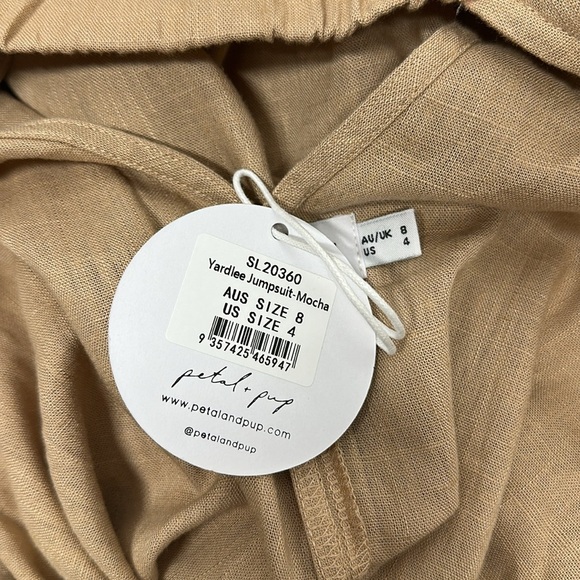 SL20360
Yardlee Jumpsuit-Mocha
AUS SIZE 8
US SIZE 4
9 357425 465947
petal + pup
www.petalandpup.com
@petalandpup
AU/UK 8
US 4